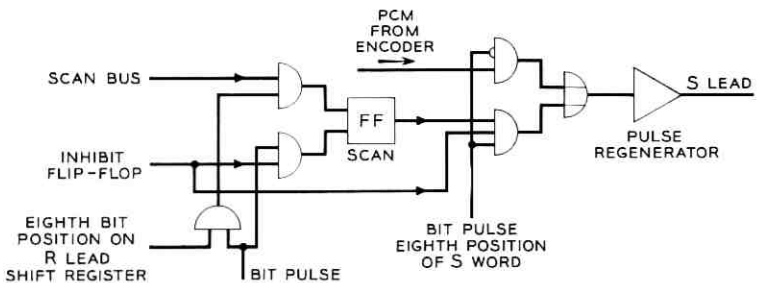 PCM
FROM
ENCODER
SCAN BUS
S LEAD
FF
SCAN
PULSE
REGENERATOR
INHIBIT
FLIP-FLOP
EIGHTH BIT
POSITION ON
R LEAD
SHIFT REGISTER
BIT PULSE
BIT PULSE
EIGHTH POSITION
OF S WORD